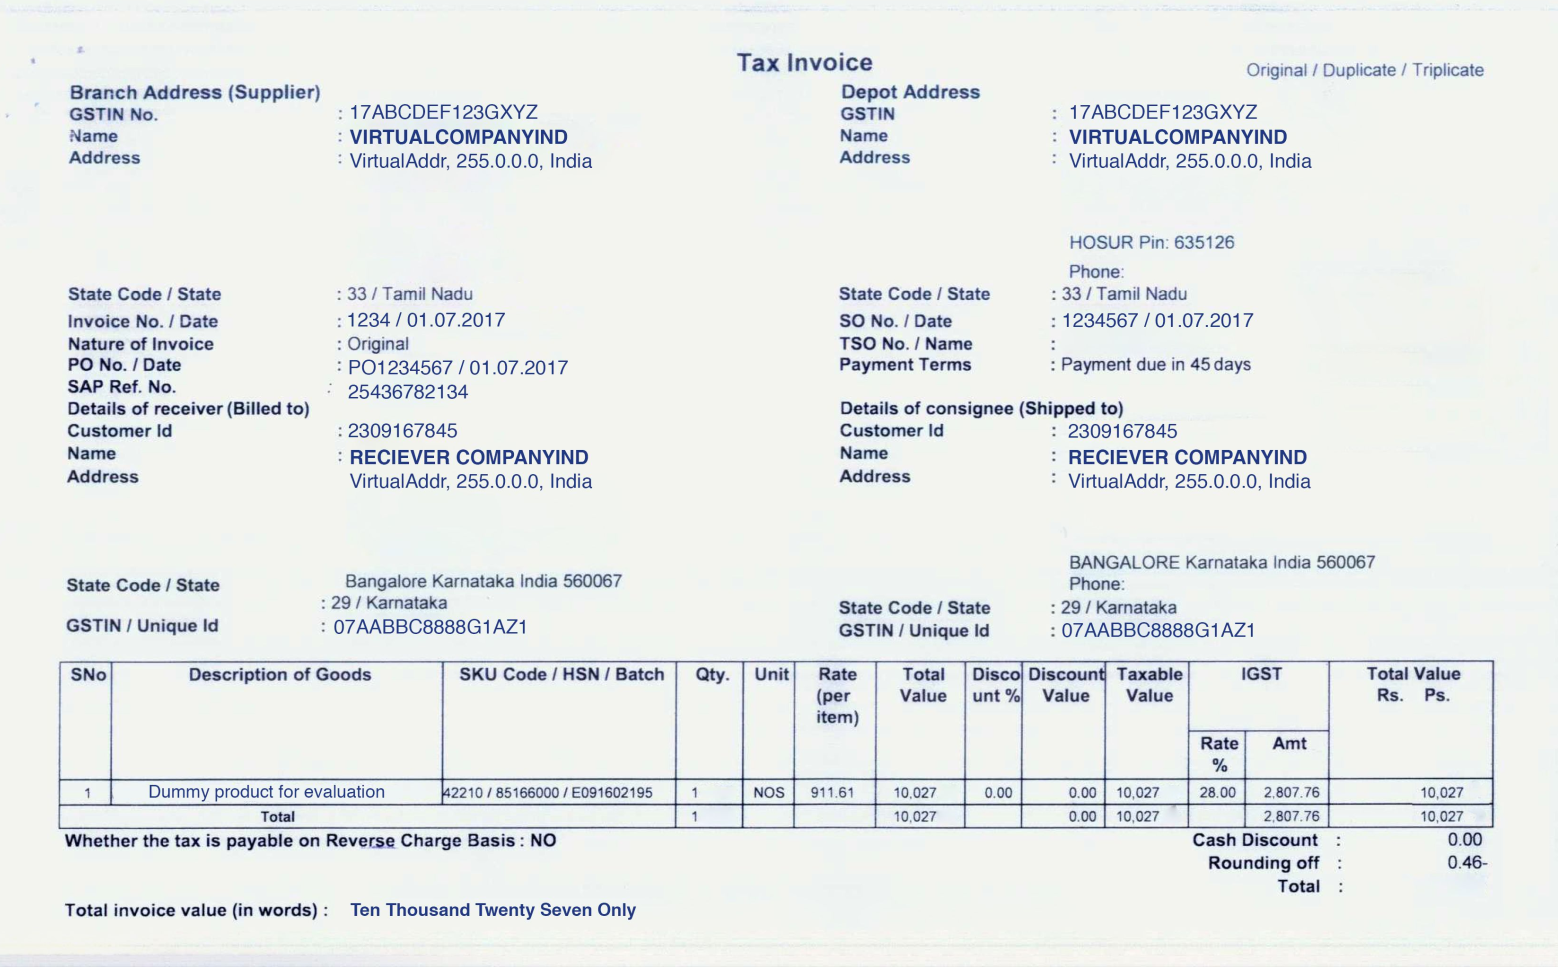 Tax Invoice
Original / Duplicate / Triplicate
Branch Address (Supplier)
GSTIN No. : 17ABCDEF123GXYZ
Name : VIRTUALCOMPANYIND
Address : VirtualAddr, 255.0.0.0, India
Depot Address
GSTIN : 17ABCDEF123GXYZ
Name : VIRTUALCOMPANYIND
Address : VirtualAddr, 255.0.0.0, India
HOSUR Pin: 635126
Phone:
State Code / State : 33 / Tamil Nadu
Invoice No. / Date : 1234 / 01.07.2017
Nature of Invoice : Original
PO No. / Date : PO1234567 / 01.07.2017
SAP Ref. No. : 25436782134
State Code / State : 33 / Tamil Nadu
SO No. / Date : 1234567 / 01.07.2017
TSO No. / Name :
Payment Terms : Payment due in 45 days
Details of receiver (Billed to)
Customer Id : 2309167845
Name : RECIEVER COMPANYIND
Address VirtualAddr, 255.0.0.0, India
Bangalore Karnataka India 560067
State Code / State : 29 / Karnataka
GSTIN / Unique Id : 07AABBC8888G1AZ1
Details of consignee (Shipped to)
Customer Id : 2309167845
Name : RECIEVER COMPANYIND
Address : VirtualAddr, 255.0.0.0, India
BANGALORE Karnataka India 560067
Phone:
State Code / State : 29 / Karnataka
GSTIN / Unique Id : 07AABBC8888G1AZ1
SNo Description of Goods SKU Code / HSN / Batch Qty. Unit Rate (per item) Total Value Disco unt % Discount Value Taxable Value IGST Total Value Rs. Ps.
Rate % Amt
1 Dummy product for evaluation 42210 / 85166000 / E091602195 1 NOS 911.61 10,027 0.00 0.00 10,027 28.00 2,807.76 10,027
Total 1 10,027 0.00 10,027 2,807.76 10,027
Whether the tax is payable on Reverse Charge Basis : NO
Cash Discount : 0.00
Rounding off : 0.46-
Total :
Total invoice value (in words) : Ten Thousand Twenty Seven Only